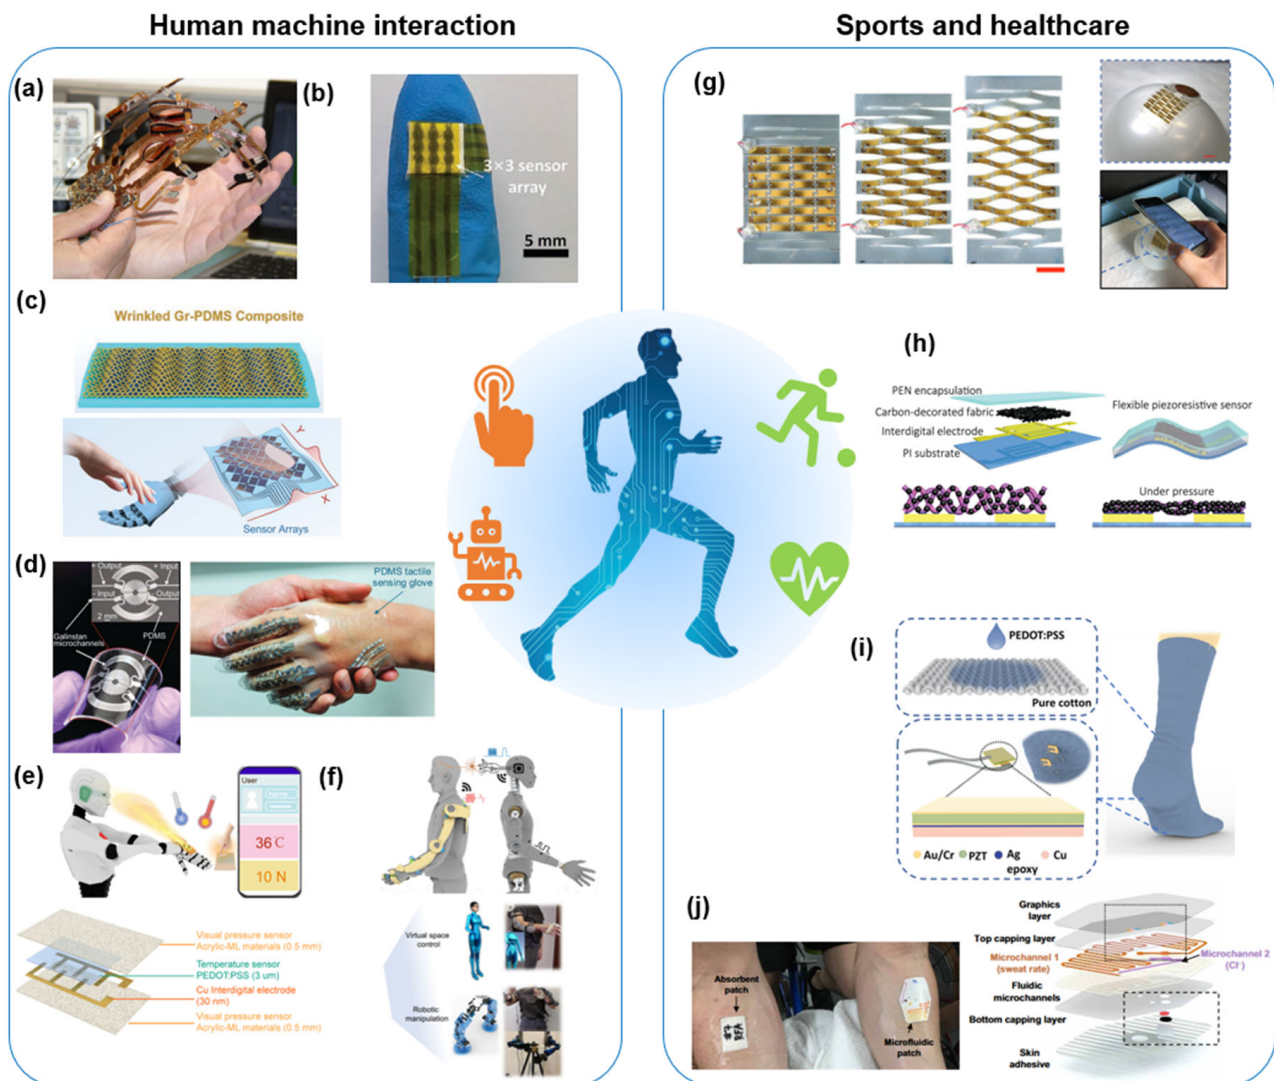 Human machine interaction
Sports and healthcare
(a)
(b)
3×3 sensor
array
5 mm
(c)
Wrinkled Gr-PDMS Composite
Y
X
Sensor Arrays
(d)
+ Output
+ Input
- Input
- Output
2 mm
Galinstan
microchannels
PDMS
PDMS tactile
sensing glove
(e)
User
Name
36℃
10 N
Visual pressure sensor
Acrylic-ML materials (0.5 mm)
Temperature sensor
PEDOT:PSS (3 um)
Cu Interdigital electrode
(30 nm)
Visual pressure sensor
Acrylic-ML materials (0.5 mm)
(f)
Virtual space
control
Robotic
manipulation
(g)
(h)
PEN encapsulation
Carbon-decorated fabric
Interdigital electrode
PI substrate
Flexible piezoresistive sensor
Under pressure
(i)
PEDOT:PSS
Pure cotton
Au/Cr
PZT
Ag
epoxy
Cu
(j)
Absorbent
patch
Microfluidic
patch
Graphics
layer
Top capping layer
Microchannel 1
(sweat rate)
Microchannel 2
(Cl⁻)
Fluidic
microchannels
Bottom capping layer
Skin
adhesive